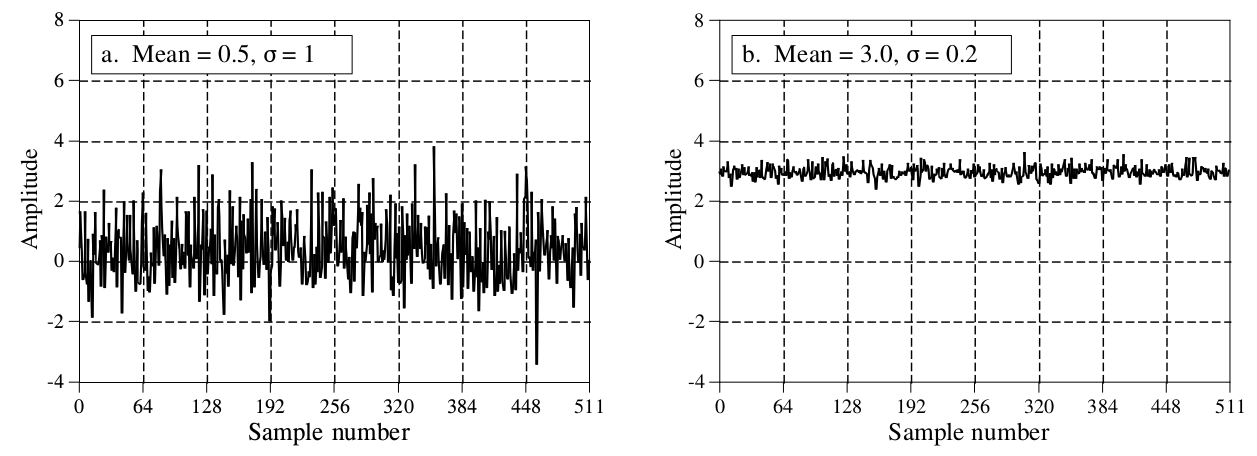 8
a. Mean = 0.5, σ = 1
6
4
2
0
-2
-4
Amplitude
0 64 128 192 256 320 384 448 511
Sample number
8
b. Mean = 3.0, σ = 0.2
6
4
2
0
-2
-4
Amplitude
0 64 128 192 256 320 384 448 511
Sample number